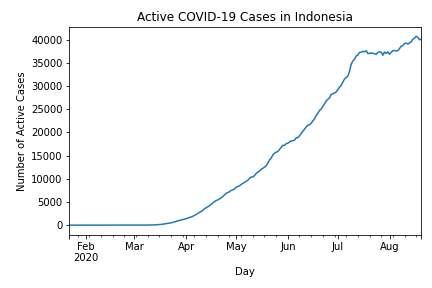 Active COVID-19 Cases in Indonesia
Number of Active Cases
40000
35000
30000
25000
20000
15000
10000
5000
0
Feb Mar Apr May Jun Jul Aug
2020
Day